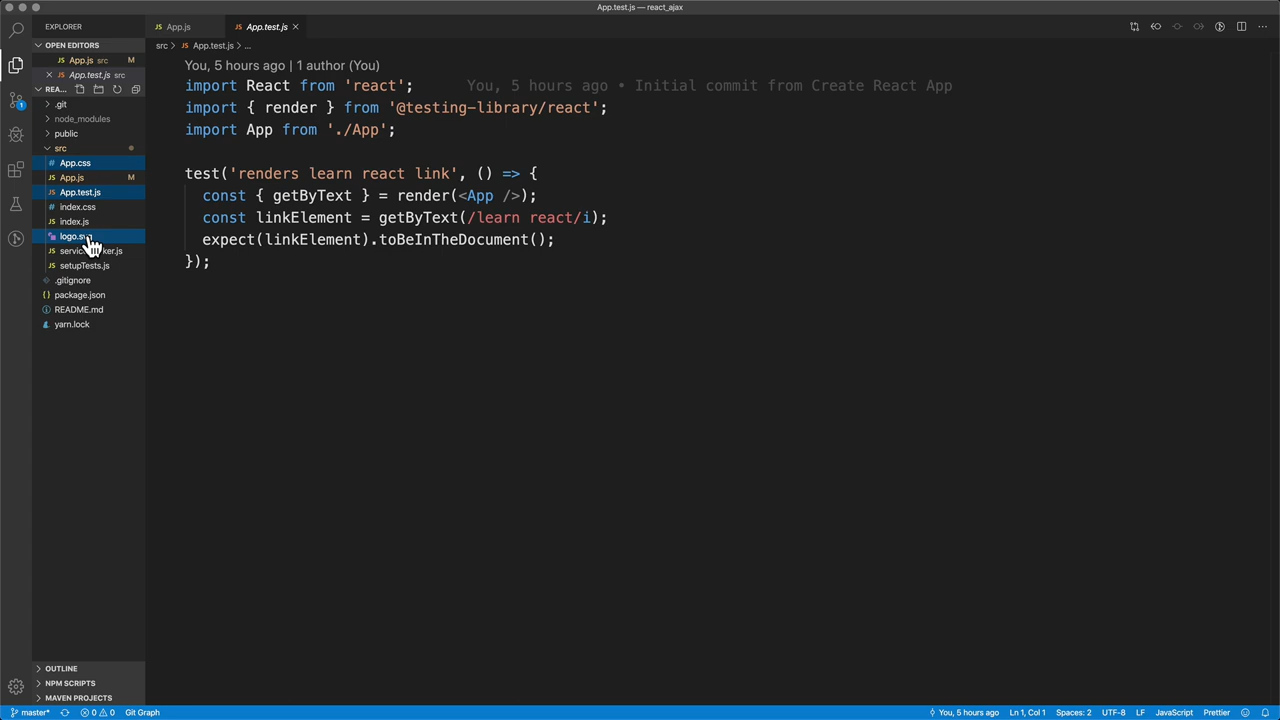 App.test.js — react_ajax
EXPLORER
OPEN EDITORS
App.js src M
App.test.js src
REA...
.git
node_modules
public
src
App.css
App.js M
App.test.js
index.css
index.js
logo.svg
setupTests.js
.gitignore
package.json
README.md
yarn.lock
OUTLINE
NPM SCRIPTS
MAVEN PROJECTS
1
App.js
App.test.js
src > App.test.js > ...
You, 5 hours ago | 1 author (You)
import React from 'react'; You, 5 hours ago • Initial commit from Create React App
import { render } from '@testing-library/react';
import App from './App';
test('renders learn react link', () => {
const { getByText } = render(<App />);
const linkElement = getByText(/learn react/i);
expect(linkElement).toBeInTheDocument();
});
master* 0 0 Git Graph You, 5 hours ago Ln 1, Col 1 Spaces: 2 UTF-8 LF JavaScript Prettier